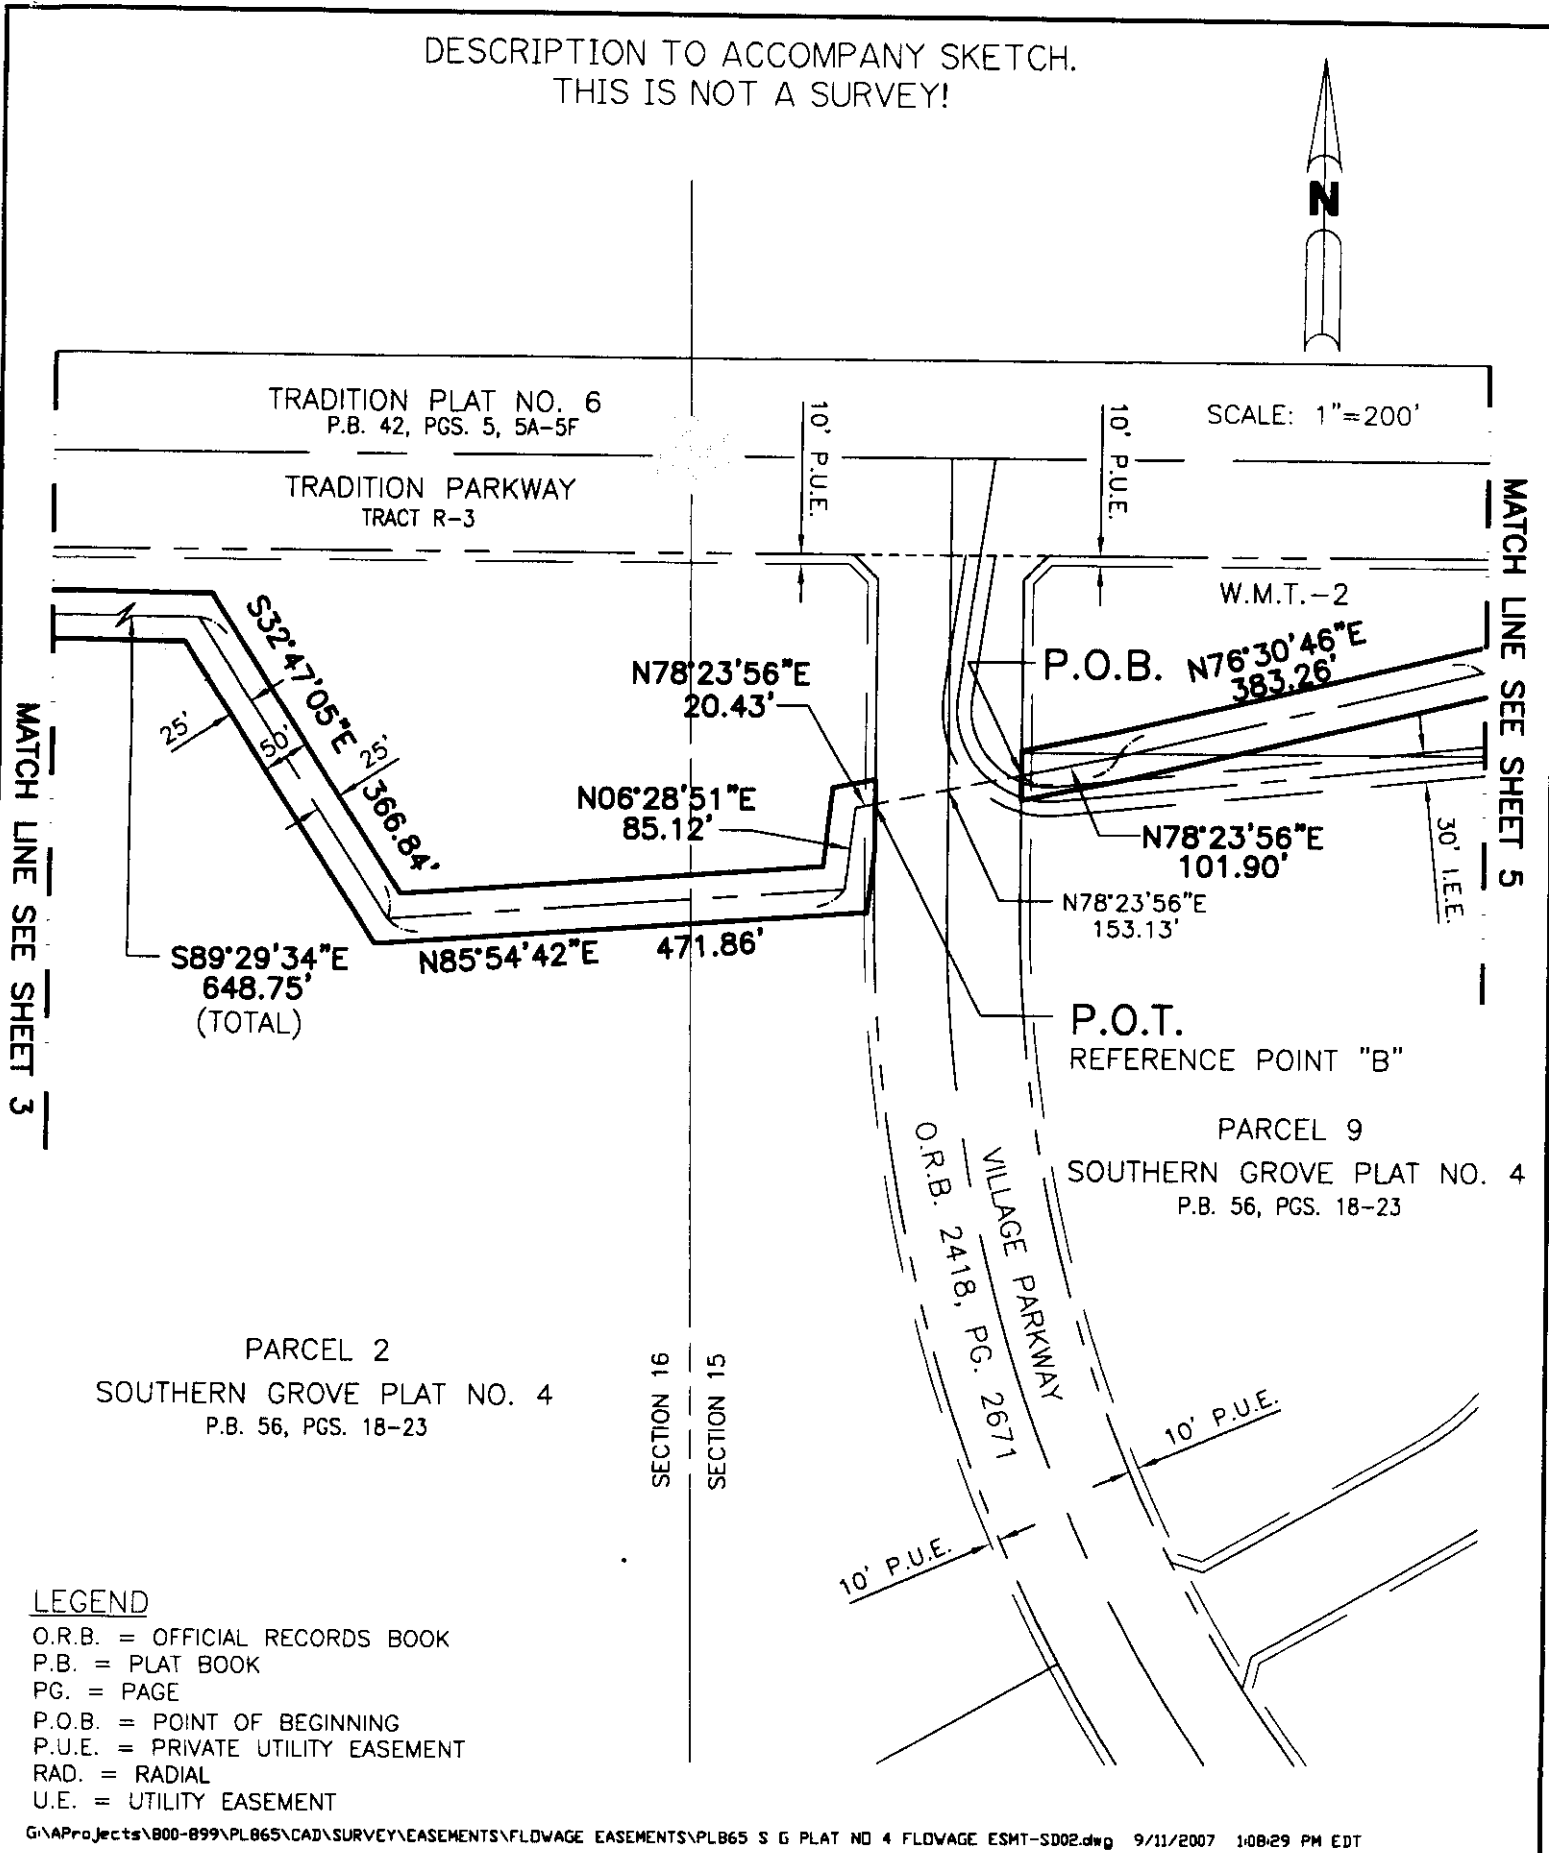 DESCRIPTION TO ACCOMPANY SKETCH.
THIS IS NOT A SURVEY!
N
TRADITION PLAT NO. 6
P.B. 42, PGS. 5, 5A-5F
10' P.U.E.
10' P.U.E.
SCALE: 1"=200'
TRADITION PARKWAY
TRACT R-3
MATCH LINE SEE SHEET 5
W.M.T.-2
S32°47'05"E 366.84'
25'
50'
25'
N78°23'56"E
20.43'
P.O.B.
N76°30'46"E
383.26'
MATCH LINE SEE SHEET 3
N06°28'51"E
85.12'
N78°23'56"E
101.90'
30' I.E.E.
N78°23'56"E
153.13'
S89°29'34"E
648.75'
(TOTAL)
N85°54'42"E 471.86'
P.O.T.
REFERENCE POINT "B"
PARCEL 9
SOUTHERN GROVE PLAT NO. 4
P.B. 56, PGS. 18-23
VILLAGE PARKWAY
O.R.B. 2418, PG. 2671
PARCEL 2
SOUTHERN GROVE PLAT NO. 4
P.B. 56, PGS. 18-23
SECTION 16
SECTION 15
10' P.U.E.
10' P.U.E.
LEGEND
O.R.B. = OFFICIAL RECORDS BOOK
P.B. = PLAT BOOK
PG. = PAGE
P.O.B. = POINT OF BEGINNING
P.U.E. = PRIVATE UTILITY EASEMENT
RAD. = RADIAL
U.E. = UTILITY EASEMENT
G:\AProjects\800-899\PL865\CAD\SURVEY\EASEMENTS\FLOWAGE EASEMENTS\PL865 S G PLAT NO 4 FLOWAGE ESMT-SD02.dwg 9/11/2007 1:08:29 PM EDT